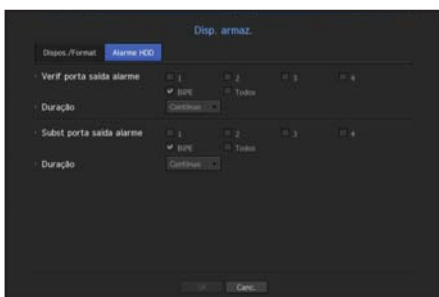 Disp. armaz.
Dispos./Format Alarme HDD
Verif porta saída alarme 1 2 3 4
BIPE Todos
Duração Contínuo
Subst porta saída alarme 1 2 3 4
BIPE Todos
Duração Contínuo
OK Canc.